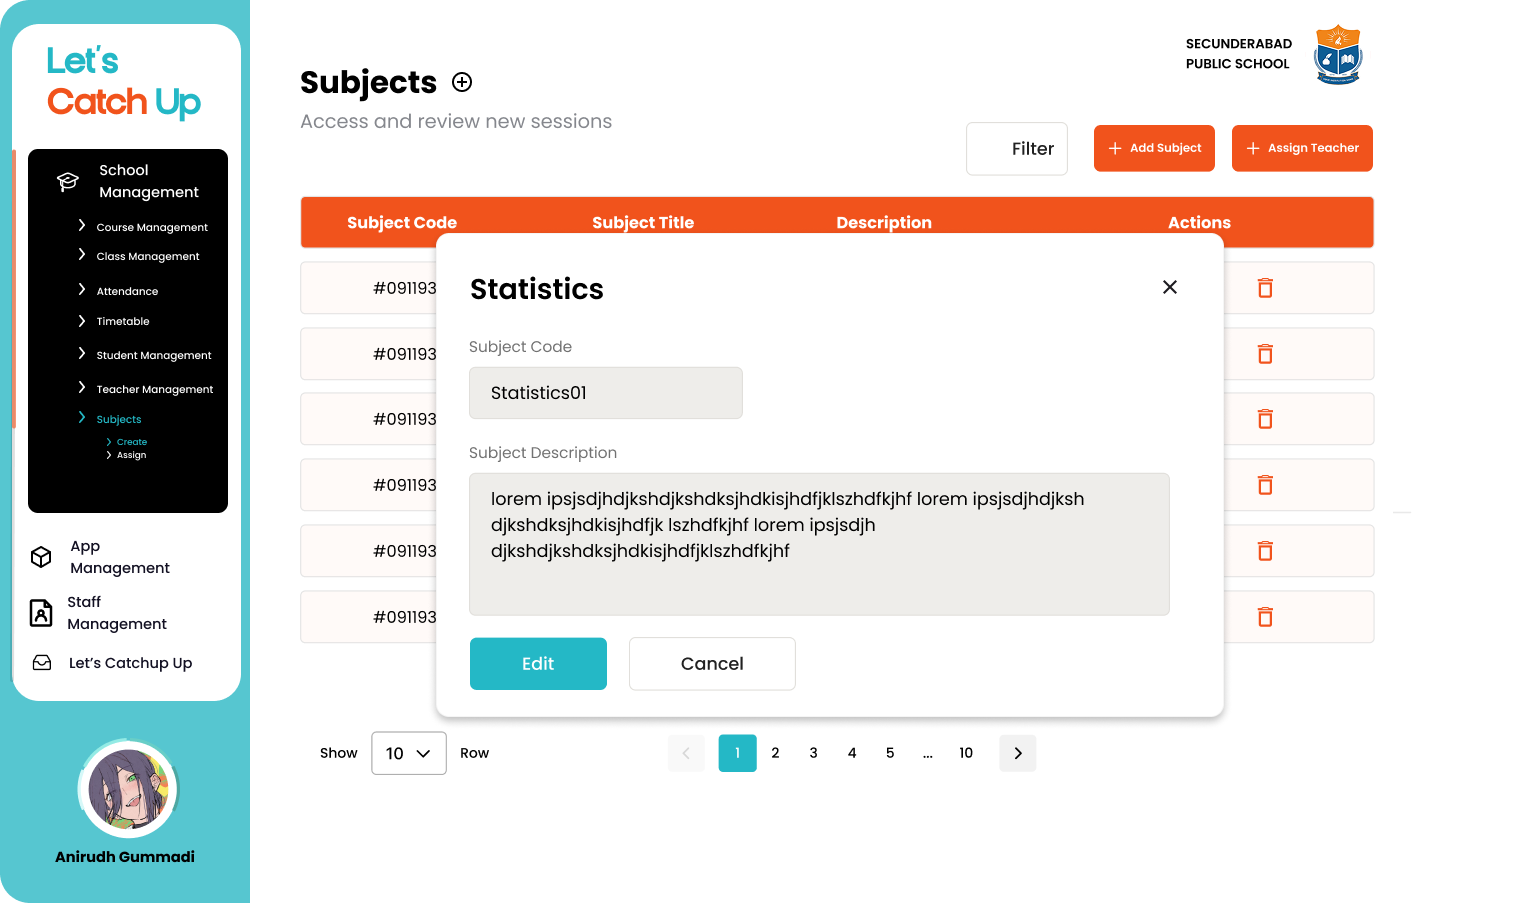 Let's
Catch Up
School
Management
Course Management
Class Management
Attendance
Timetable
Student Management
Teacher Management
Subjects
Create
Assign
App
Management
Staff
Management
Let's Catchup Up
Anirudh Gummadi
Subjects
Access and review new sessions
SECUNDERABAD
PUBLIC SCHOOL
Filter
Add Subject
Assign Teacher
Subject Code Subject Title Description Actions
#091193
#091193
#091193
#091193
#091193
#091193
Statistics
Subject Code
Statistics01
Subject Description
lorem ipsjsdjhdjkshdjkshdksjhdkisjhdfjklszhdfkjhf lorem ipsjsdjhdjksh
djkshdksjhdkisjhdfjk lszhdfkjhf lorem ipsjsdjh
djkshdjkshdksjhdkisjhdfjklszhdfkjhf
Edit Cancel
Show 10 Row 1 2 3 4 5 ... 10